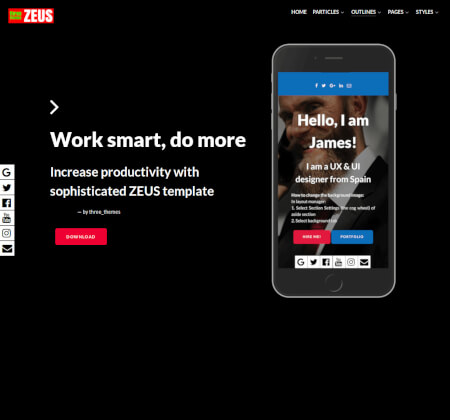 ZEUS
HOME PARTICLES OUTLINES PAGES STYLES
Work smart, do more
Increase productivity with
sophisticated ZEUS template
— by three_themes
DOWNLOAD
Hello, I am
James!
I am a UX & UI
designer from Spain
How to change the background image:
In layout manager:
1. Select Section Settings (the cog wheel) of
aside section
2. Select background tab
HIRE ME! PORTFOLIO